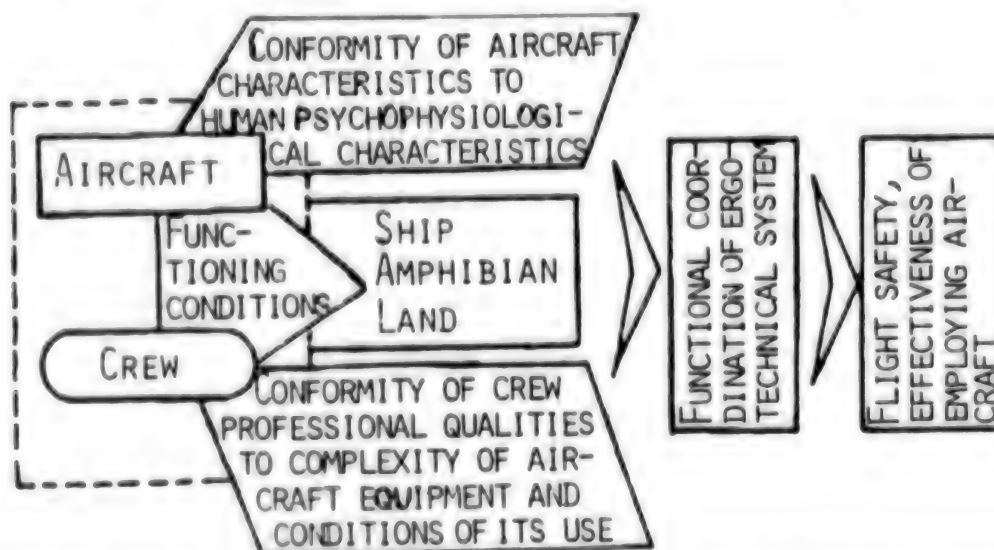 CONFORMITY OF AIRCRAFT
CHARACTERISTICS TO
HUMAN PSYCHOPHYSIOLOGI-
CAL CHARACTERISTICS
AIRCRAFT
FUNC-
TIONING
CONDITIONS
SHIP
AMPHIBIAN
LAND
CREW
CONFORMITY OF CREW
PROFESSIONAL QUALITIES
TO COMPLEXITY OF AIR-
CRAFT EQUIPMENT AND
CONDITIONS OF ITS USE
FUNCTIONAL COOR-
DINATION OF ERGO-
TECHNICAL SYSTEM
FLIGHT SAFETY,
EFFECTIVENESS OF
EMPLOYING AIR-
CRAFT